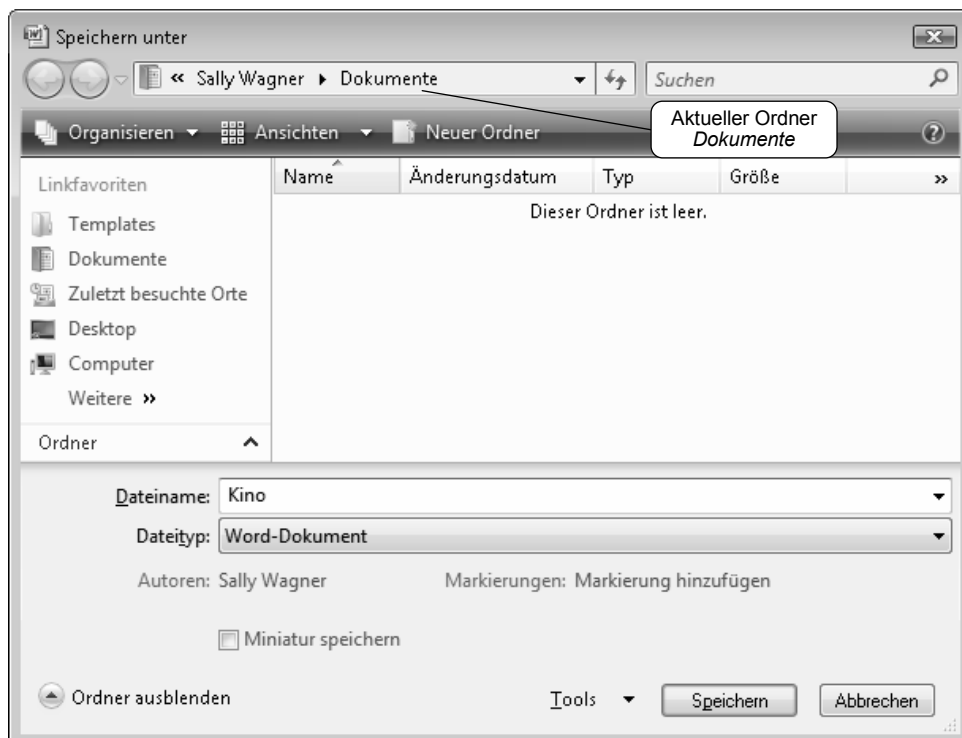 Speichern unter
« Sally Wagner Dokumente
Suchen
Aktueller Ordner
Dokumente
Organisieren Ansichten Neuer Ordner
Linkfavoriten
Templates
Dokumente
Zuletzt besuchte Orte
Desktop
Computer
Weitere »
Ordner
Name Änderungsdatum Typ Größe »
Dieser Ordner ist leer.
Dateiname: Kino
Dateityp: Word-Dokument
Autoren: Sally Wagner Markierungen: Markierung hinzufügen
Miniatur speichern
Ordner ausblenden Tools Speichern Abbrechen